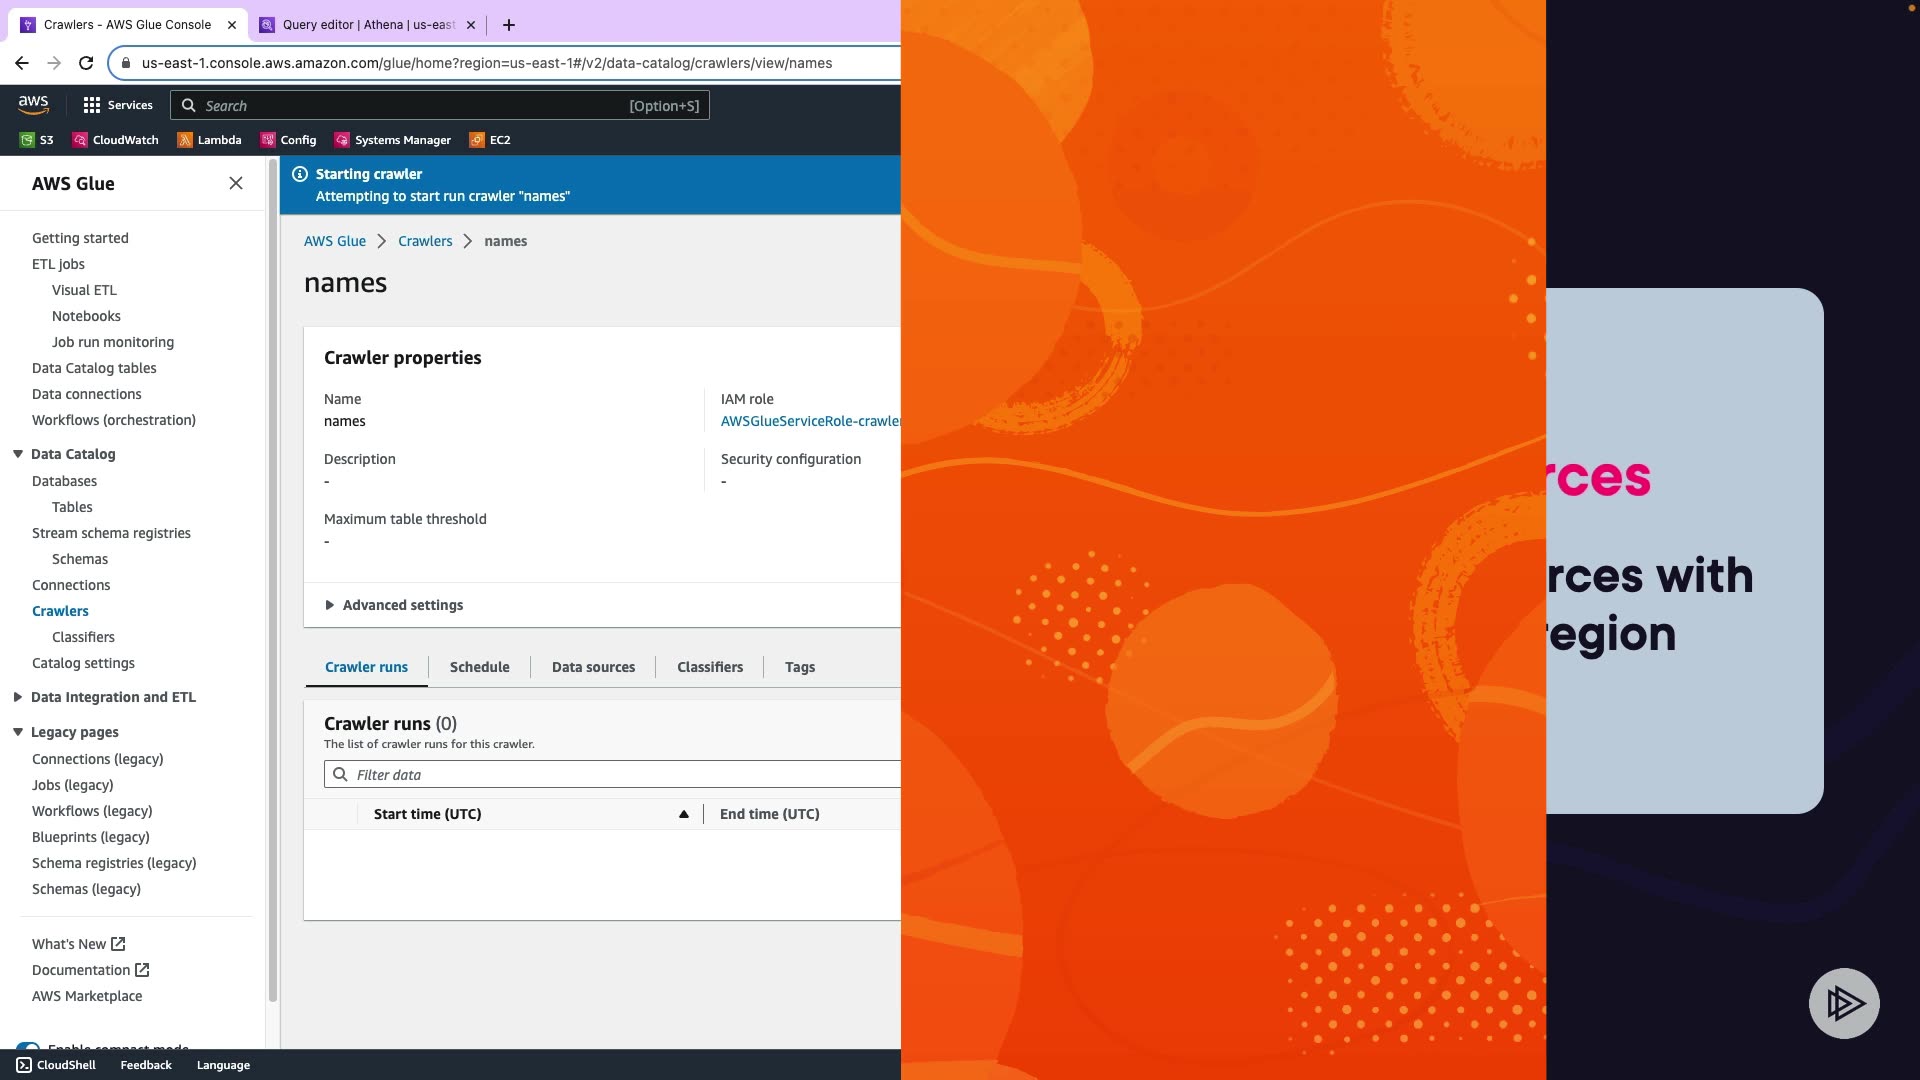 Crawlers - AWS Glue Console
Query editor | Athena | us-east
us-east-1.console.aws.amazon.com/glue/home?region=us-east-1#/v2/data-catalog/crawlers/view/names
aws
Services
Search
[Option+S]
S3
CloudWatch
Lambda
Config
Systems Manager
EC2
AWS Glue
Getting started
ETL jobs
Visual ETL
Notebooks
Job run monitoring
Data Catalog tables
Data connections
Workflows (orchestration)
Data Catalog
Databases
Tables
Stream schema registries
Schemas
Connections
Crawlers
Classifiers
Catalog settings
Data Integration and ETL
Legacy pages
Connections (legacy)
Jobs (legacy)
Workflows (legacy)
Blueprints (legacy)
Schema registries (legacy)
Schemas (legacy)
What's New
Documentation
AWS Marketplace
Enable compact mode
Starting crawler
Attempting to start run crawler "names"
AWS Glue
Crawlers
names
names
Crawler properties
Name
names
IAM role
AWSGlueServiceRole-crawler
Description
-
Security configuration
-
Maximum table threshold
-
Advanced settings
Crawler runs
Schedule
Data sources
Classifiers
Tags
Crawler runs (0)
The list of crawler runs for this crawler.
Filter data
Start time (UTC)
End time (UTC)
rces
rces with
region
CloudShell
Feedback
Language